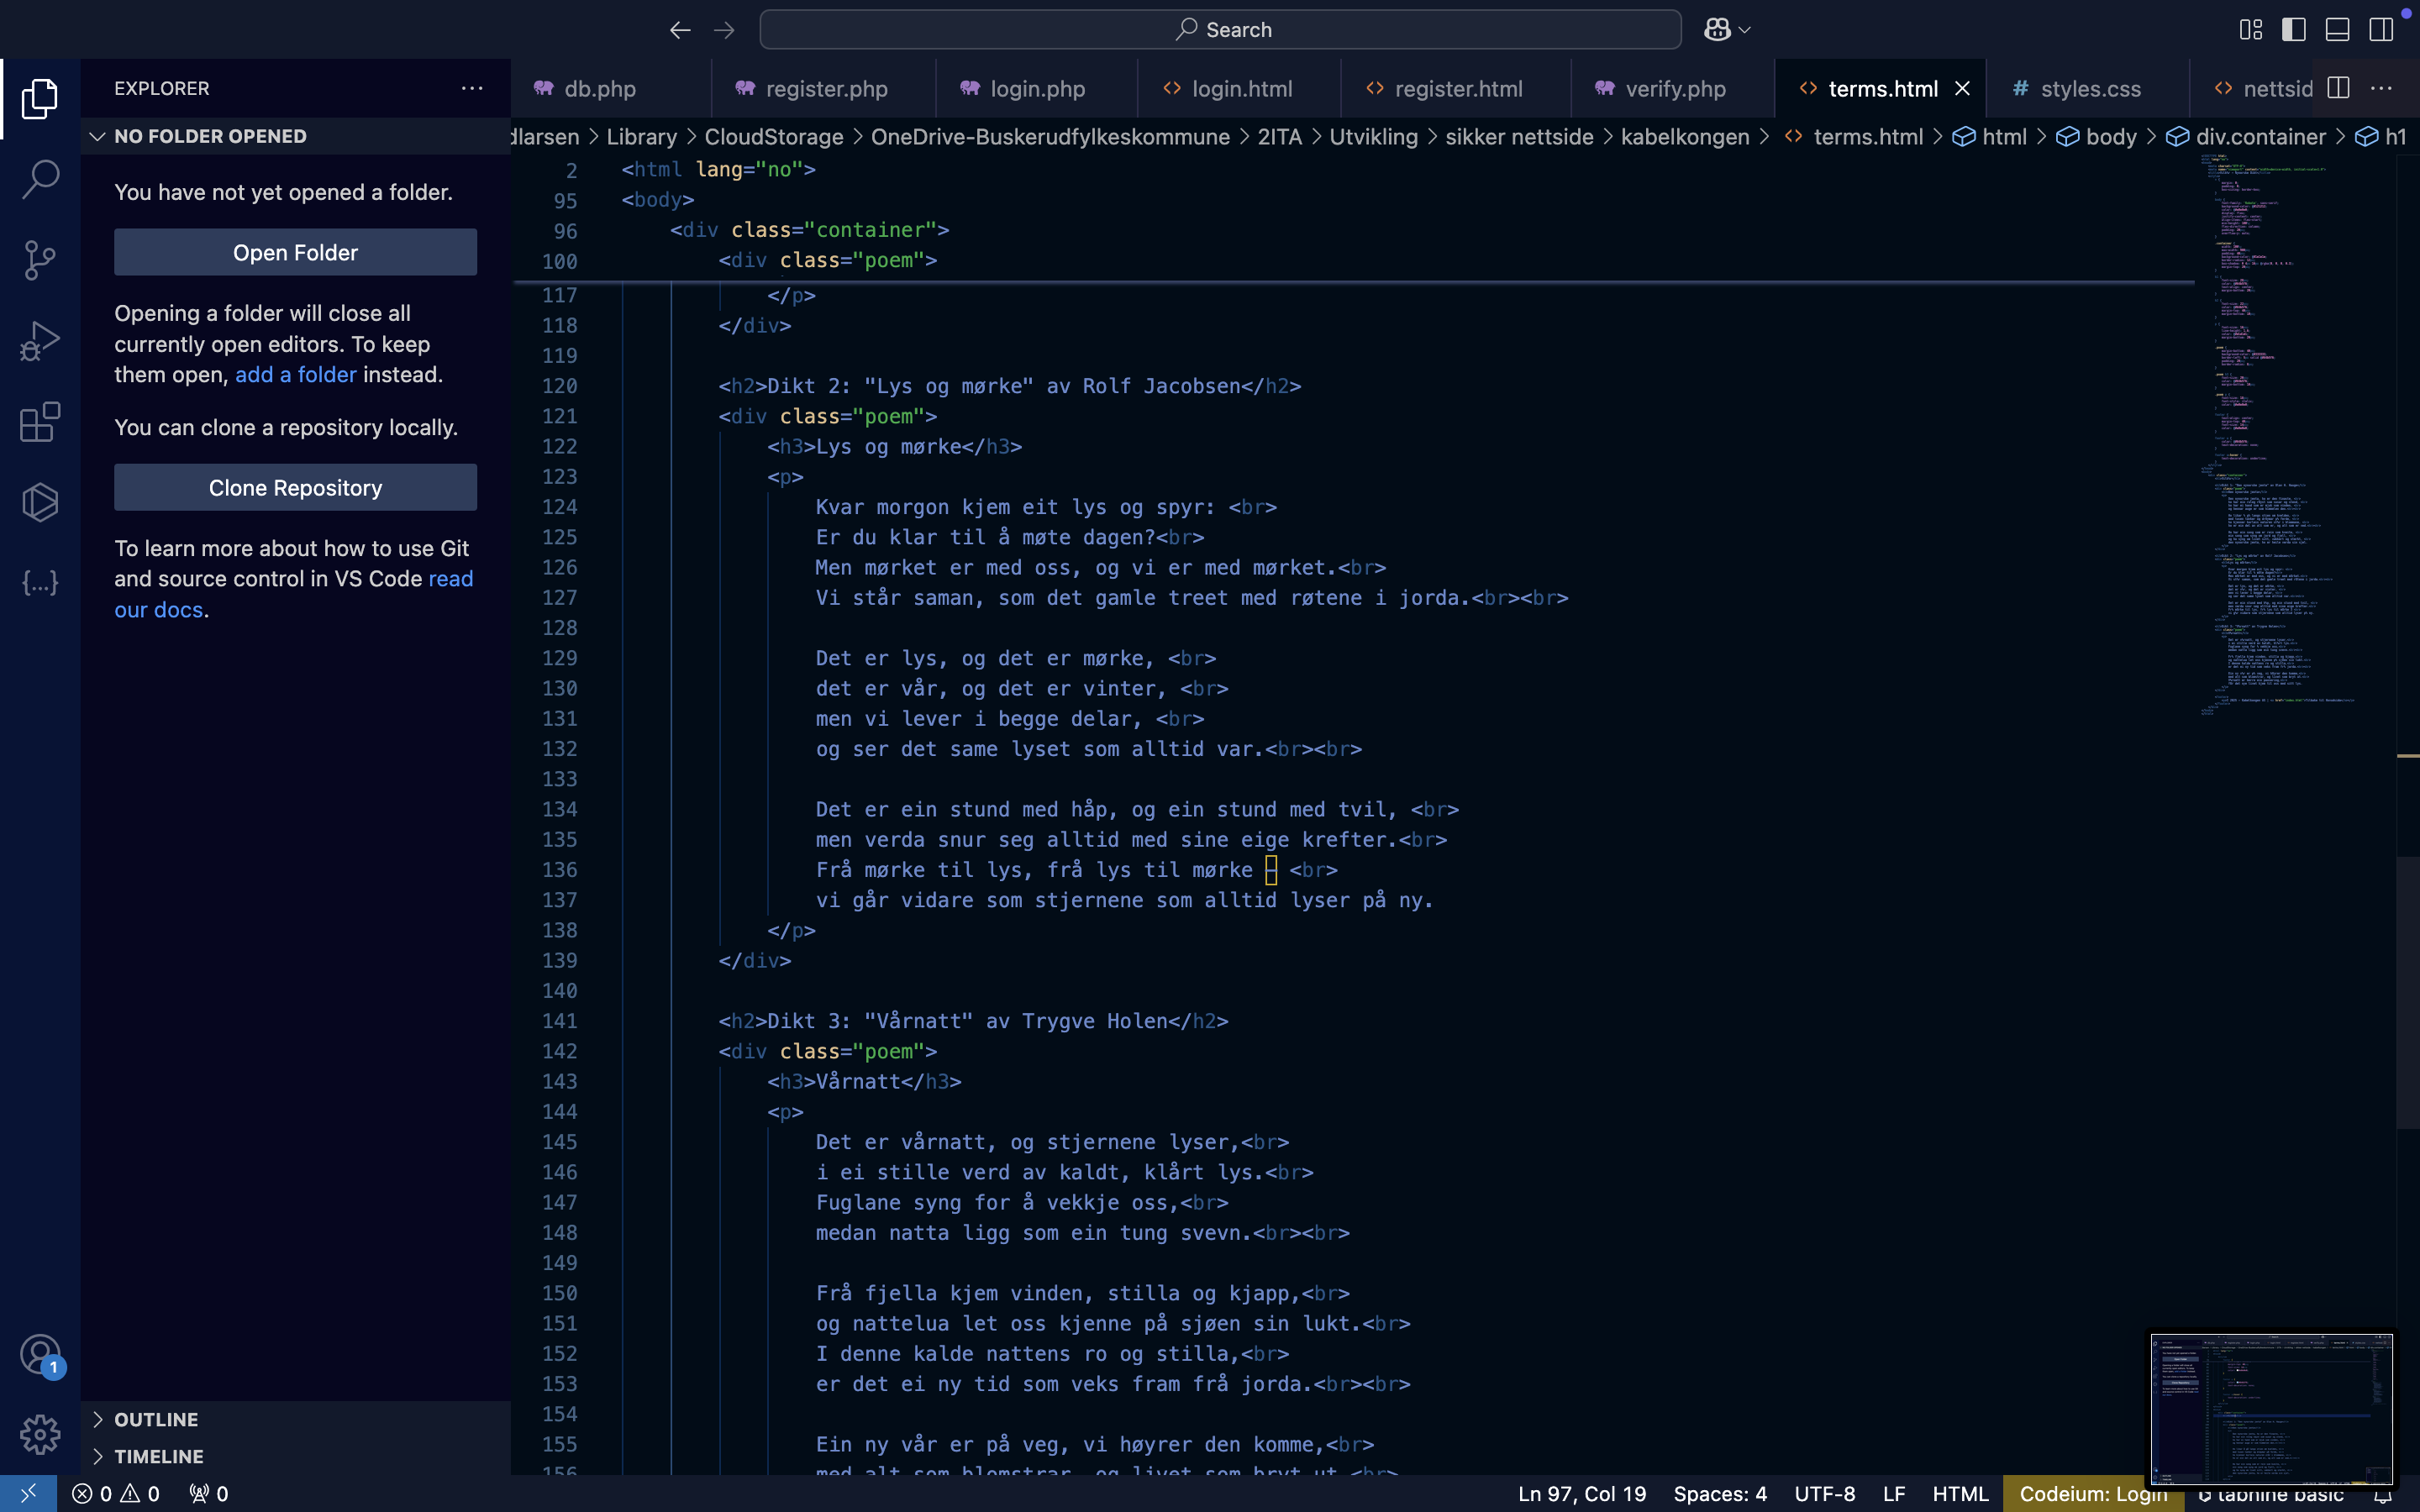 Search
EXPLORER
NO FOLDER OPENED
You have not yet opened a folder.
Open Folder
Opening a folder will close all
currently open editors. To keep
them open, add a folder instead.
You can clone a repository locally.
Clone Repository
To learn more about how to use Git
and source control in VS Code read
our docs.
1
OUTLINE
TIMELINE
db.php register.php login.php login.html register.html verify.php terms.html styles.css
dlarsen > Library > CloudStorage > OneDrive-Buskerudfylkeskommune > 2ITA > Utvikling > sikker nettside > kabelkongen > terms.html > html > body > div.container > h1
2 <html lang="no">
95 <body>
96 <div class="container">
100 <div class="poem">
117 </p>
118 </div>
119
120 <h2>Dikt 2: "Lys og mørke" av Rolf Jacobsen</h2>
121 <div class="poem">
122 <h3>Lys og mørke</h3>
123 <p>
124 Kvar morgon kjem eit lys og spyr: <br>
125 Er du klar til å møte dagen?<br>
126 Men mørket er med oss, og vi er med mørket.<br>
127 Vi står saman, som det gamle treet med røtene i jorda.<br><br>
128
129 Det er lys, og det er mørke, <br>
130 det er vår, og det er vinter, <br>
131 men vi lever i begge delar, <br>
132 og ser det same lyset som alltid var.<br><br>
133
134 Det er ein stund med håp, og ein stund med tvil, <br>
135 men verda snur seg alltid med sine eige krefter.<br>
136 Frå mørke til lys, frå lys til mørke – <br>
137 vi går vidare som stjernene som alltid lyser på ny.
138 </p>
139 </div>
140
141 <h2>Dikt 3: "Vårnatt" av Trygve Holen</h2>
142 <div class="poem">
143 <h3>Vårnatt</h3>
144 <p>
145 Det er vårnatt, og stjernene lyser,<br>
146 i ei stille verd av kaldt, klårt lys.<br>
147 Fuglane syng for å vekkje oss,<br>
148 medan natta ligg som ein tung svevn.<br><br>
149
150 Frå fjella kjem vinden, stilla og kjapp,<br>
151 og nattelua let oss kjenne på sjøen sin lukt.<br>
152 I denne kalde nattens ro og stilla,<br>
153 er det ei ny tid som veks fram frå jorda.<br><br>
154
155 Ein ny vår er på veg, vi høyrer den komme,<br>
156 med alt som blomstrar, og livet som bryt ut.<br>
0 0 0
Ln 97, Col 19 Spaces: 4 UTF-8 LF HTML Codeium: Login tabnine basic